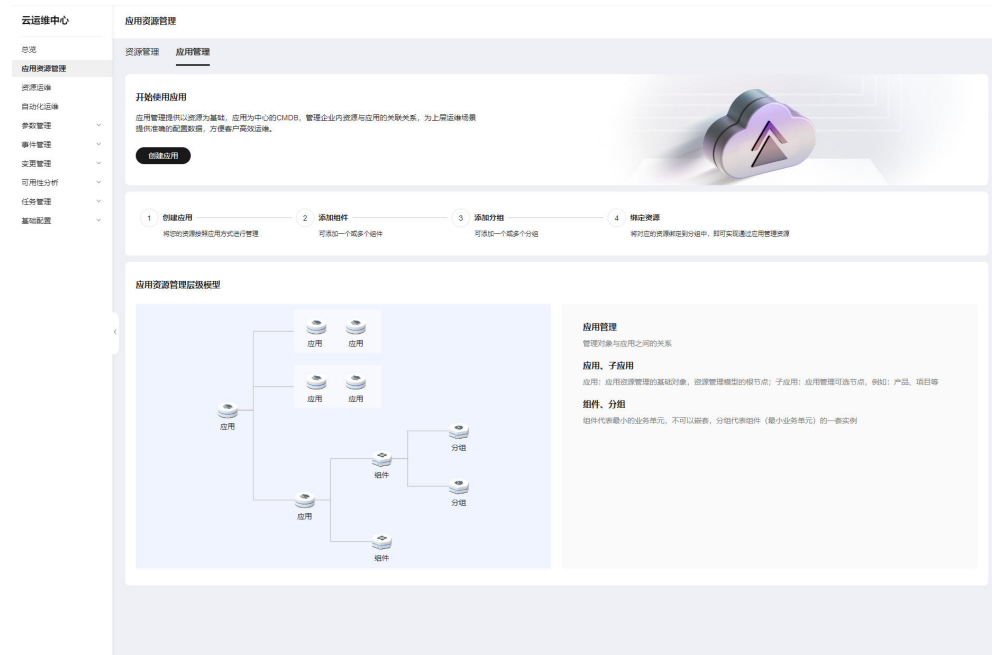 云运维中心
应用资源管理
总览
应用资源管理
资源运维
自动化运维
参数管理
事件管理
变更管理
可用性分析
任务管理
基础配置
资源管理 应用管理
开始使用应用
应用管理提供以资源为基础，应用为中心的CMDB，管理企业内资源与应用的关联关系，为上层运维场景
提供准确的配置数据，方便客户高效运维。
创建应用
1 创建应用 2 添加组件 3 添加分组 4 绑定资源
将您的资源按照应用方式进行管理 可添加一个或多个组件 可添加一个或多个分组 将对应的资源绑定到分组中，即可实现通过应用管理资源
应用资源管理层级模型
应用 应用
应用 应用
应用
分组
组件
分组
应用
组件
应用管理
管理对象与应用之间的关系
应用、子应用
应用：应用资源管理的基础对象，资源管理模型的根节点；子应用：应用管理可选节点，例如：产品、项目等
组件、分组
组件代表最小的业务单元，不可以嵌套，分组代表组件（最小业务单元）的一套实例